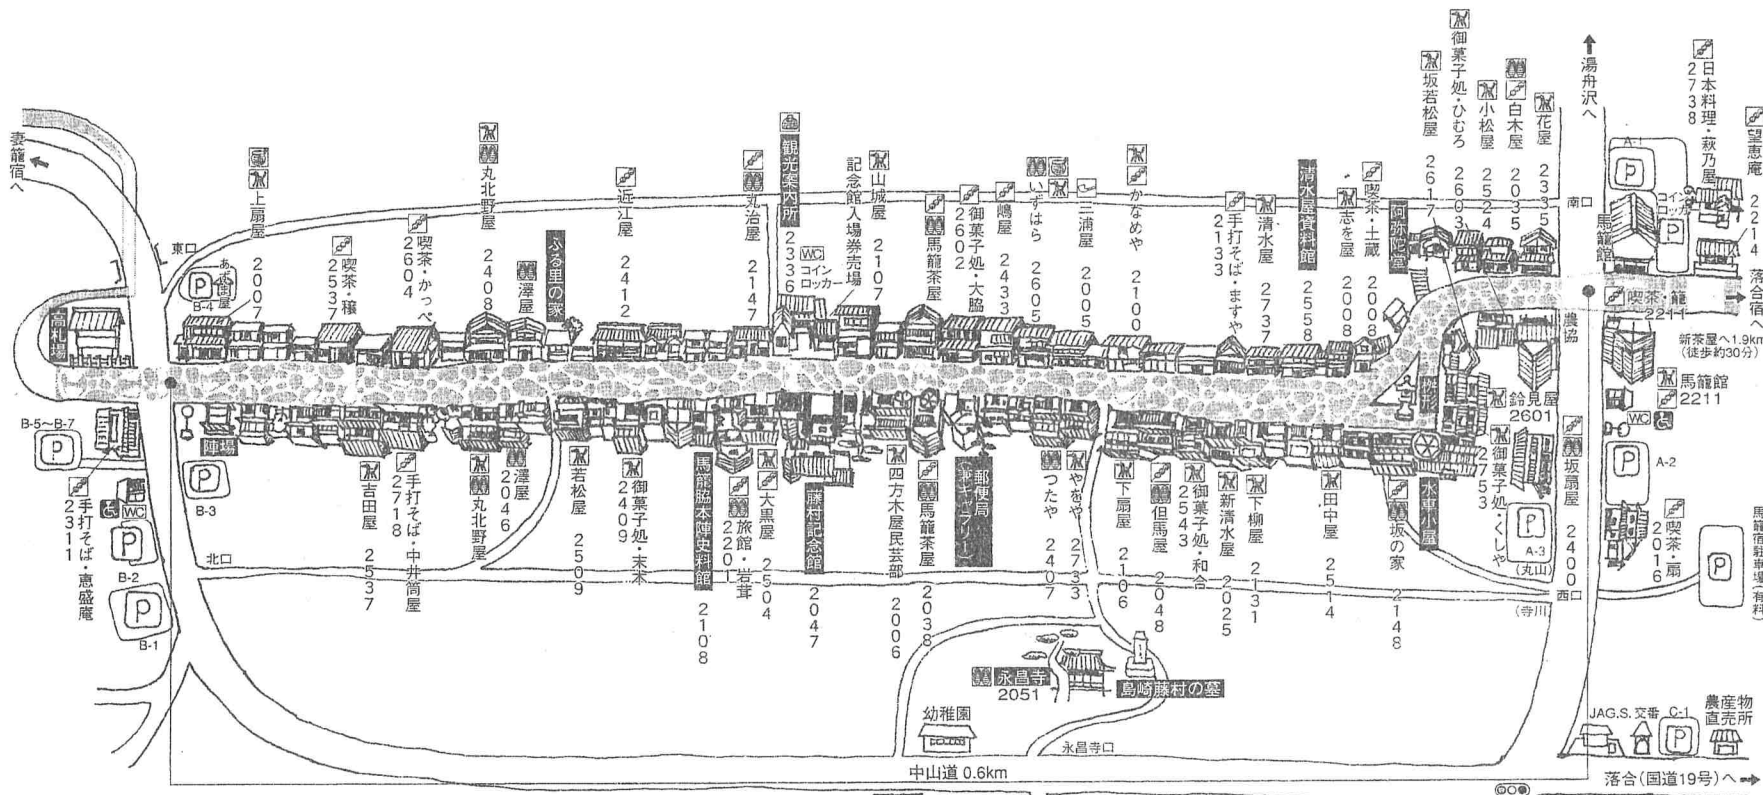 妻籠宿へ
東口
上扇屋 2007
あぶ街屋
P
B-4
喫茶・穣 2537
喫茶・かっぺ 2604
丸北野屋 2408
澤屋
ふる里の家
近江屋 2412
丸治屋 2147
観光案内所 2336
WC
コイン
ロッカー
記念館入場券売場
山城屋 2107
馬籠茶屋
御菓子処・大脇 2602
嶋屋 2433
いずはら 2605
三浦屋 2005
かなめや 2100
手打そば・ますや 2133
清水屋 2737
清水屋資料館 2558
志を屋 2008
喫茶・土蔵 2008
阿弥陀堂
坂若松屋 2617
御菓子処・ひむろ 2603
小松屋 2524
白木屋 2035
花屋 2335
湯舟沢へ
南口
馬籠館
A-1
P
コイン
ロッカー
P
日本料理・萩乃屋 2738
望恵庵 214
落合宿へ
新茶屋へ1.9km
(徒歩約30分)
喫茶・籠
2211
馬籠館
2211
WC
農協
高札場
B-5〜B-7
P
手打そば・恵盛庵 2311
WC
P
B-2
P
B-1
陣場
P
B-3
北口
吉田屋 2537
手打そば・中井筒屋 2718
丸北野屋
澤屋 2046
若松屋 2509
御菓子処・末木 2409
馬籠脇本陣史料館 2108
旅館・岩茸 2201
大黒屋 2504
藤村記念館 2047
四方木屋民芸部 2006
馬籠茶屋 2038
郵便局
つたや 2407
やをや 2733
下扇屋 2106
但馬屋 2048
御菓子処・和合 2543
新清水屋 2025
下柳屋 2131
田中屋 2514
坂の家 2148
水車小屋
桝形
鈴見屋
2601
御菓子処・くしや 2753
P
A-3
(丸山)
坂扇屋 2400
西口
(寺川)
A-2
P
喫茶・扇 2016
馬籠宿駐車場(有料)
P
永昌寺
2051
島崎藤村の墓
幼稚園
永昌寺口
中山道 0.6km
JAG.S.
交番
C-1
P
農産物
直売所
落合(国道19号)へ